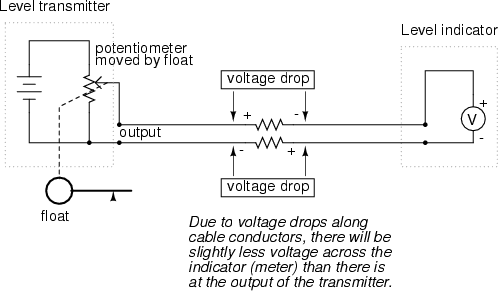 Level transmitter
Level indicator
potentiometer
moved by float
voltage drop
+
-
+
V
-
output
-
+
voltage drop
float
Due to voltage drops along
cable conductors, there will be
slightly less voltage across the
indicator (meter) than there is
at the output of the transmitter.